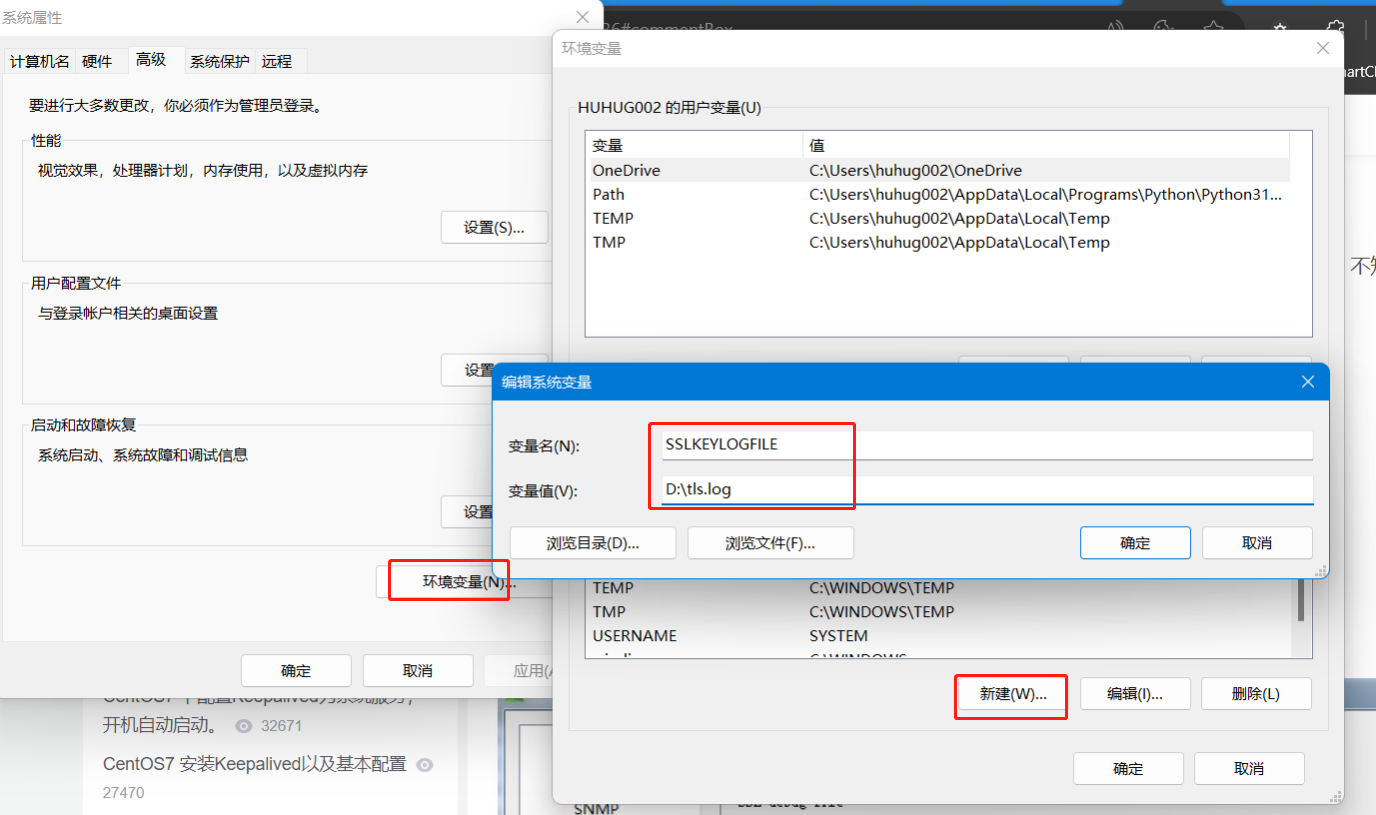 系统属性
计算机名
硬件
高级
系统保护
远程
要进行大多数更改，你必须作为管理员登录。
性能
视觉效果，处理器计划，内存使用，以及虚拟内存
设置(S)...
用户配置文件
与登录帐户相关的桌面设置
设置
启动和故障恢复
系统启动、系统故障和调试信息
设置
环境变量(N)...
确定
取消
应用(A
开机自动启动。
32671
CentOS7 安装Keepalived以及基本配置
27470
环境变量
HUHUG002 的用户变量(U)
变量
值
OneDrive
C:\Users\huhug002\OneDrive
Path
C:\Users\huhug002\AppData\Local\Programs\Python\Python31...
TEMP
C:\Users\huhug002\AppData\Local\Temp
TMP
C:\Users\huhug002\AppData\Local\Temp
编辑系统变量
变量名(N):
SSLKEYLOGFILE
变量值(V):
D:\tls.log
浏览目录(D)...
浏览文件(F)...
确定
取消
TEMP
C:\WINDOWS\TEMP
TMP
C:\WINDOWS\TEMP
USERNAME
SYSTEM
新建(W)...
编辑(I)...
删除(L)
确定
取消
SNMP